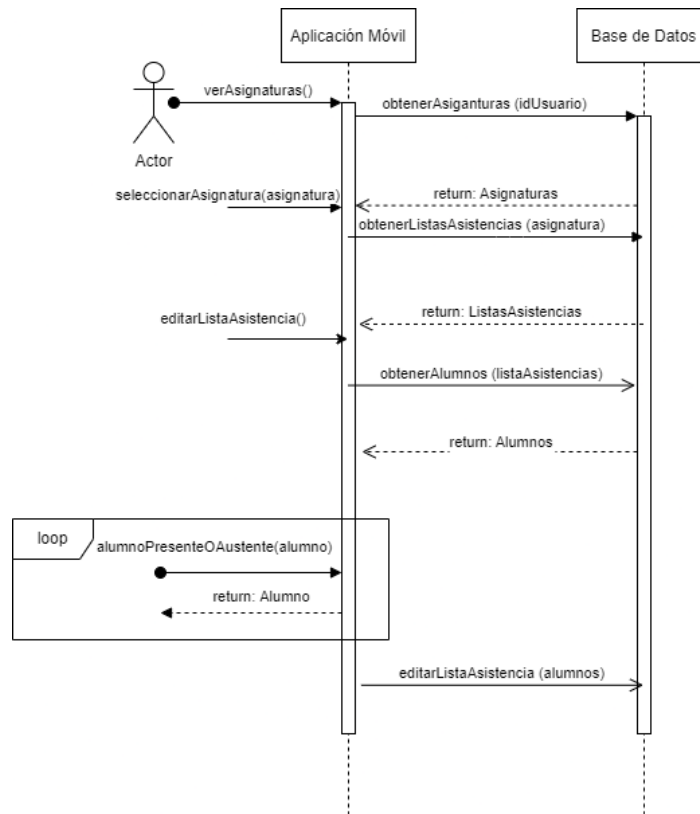 Aplicación Móvil
Base de Datos
verAsignaturas()
obtenerAsiganturas (idUsuario)
Actor
seleccionarAsignatura(asignatura)
return: Asignaturas
obtenerListasAsistencias (asignatura)
return: ListasAsistencias
editarListaAsistencia()
obtenerAlumnos (listaAsistencias)
return: Alumnos
loop
alumnoPresenteOAustente(alumno)
return: Alumno
editarListaAsistencia (alumnos)